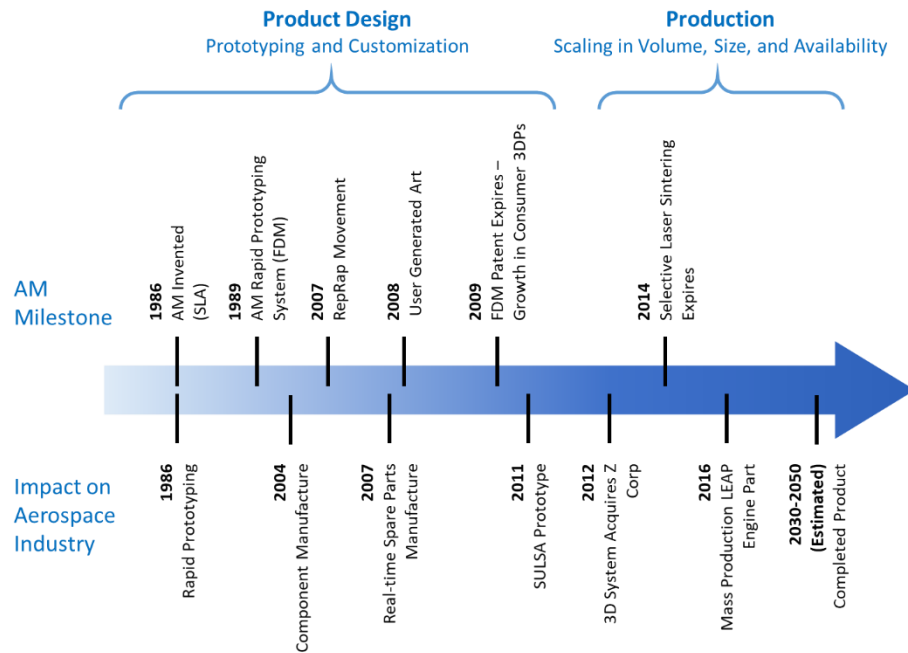 Product Design
Prototyping and Customization
Production
Scaling in Volume, Size, and Availability
AM
Milestone
1986
AM Invented
(SLA)
1989
AM Rapid Prototyping
System (FDM)
2007
RepRap Movement
2008
User Generated Art
2009
FDM Patent Expires –
Growth in Consumer 3DPs
2014
Selective Laser Sintering
Expires
Impact on
Aerospace
Industry
1986
Rapid Prototyping
2004
Component Manufacture
2007
Real-time Spare Parts
Manufacture
2011
SULSA Prototype
2012
3D System Acquires Z
Corp
2016
Mass Production LEAP
Engine Part
2030-2050
(Estimated)
Completed Product